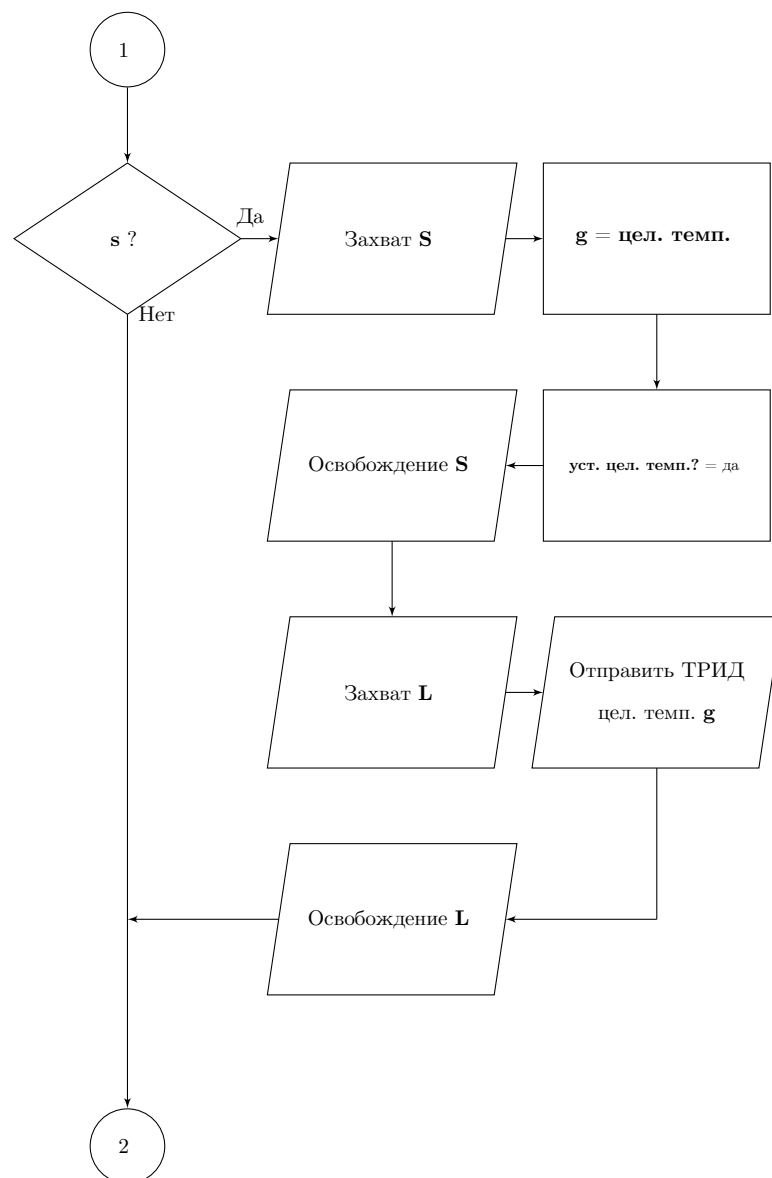 1
s ?
Да
Захват S
g = цел. темп.
Нет
Освобождение S
уст. цел. темп.? = да
Захват L
Отправить ТРИД
цел. темп. g
Освобождение L
2